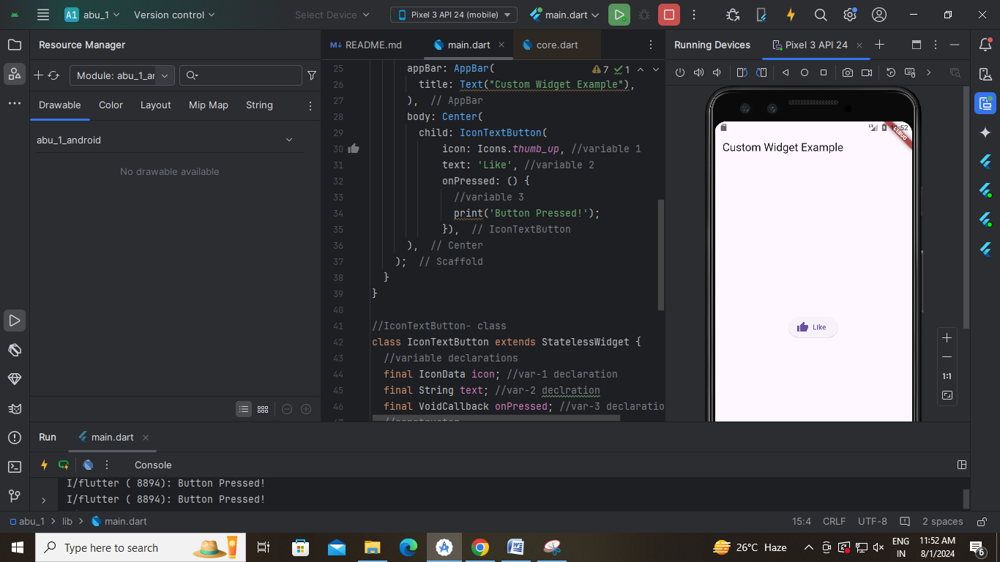 A1 abu_1 Version control Select Device Pixel 3 API 24 (mobile) main.dart
Resource Manager
Module: abu_1_ar
Drawable Color Layout Mip Map String
abu_1_android
No drawable available
M↓ README.md main.dart core.dart
7 1
25 appBar: AppBar(
26 title: Text("Custom Widget Example"),
27 ), // AppBar
28 body: Center(
29 child: IconTextButton(
30 icon: Icons.thumb_up, //variable 1
31 text: 'Like', //variable 2
32 onPressed: () {
33 //variable 3
34 print('Button Pressed!');
35 }), // IconTextButton
36 ), // Center
37 ); // Scaffold
38 }
39 }
40
41 //IconTextButton- class
42 class IconTextButton extends StatelessWidget {
43 //variable declarations
44 final IconData icon; //var-1 declaration
45 final String text; //var-2 declration
46 final VoidCallback onPressed; //var-3 declaratio
Running Devices Pixel 3 API 24
DEBUG
Custom Widget Example
Like
1:1
Run main.dart
Console
I/flutter ( 8894): Button Pressed!
I/flutter ( 8894): Button Pressed!
abu_1 > lib > main.dart 15:4 CRLF UTF-8 2 spaces
Type here to search 26°C Haze ENG IN 11:52 AM 8/1/2024 6